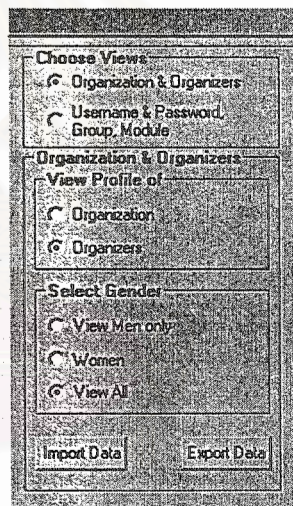 Choose Views
Organization & Organizers
Username & Password,
Group, Module
Organization & Organizers
View Profile of
Organization
Organizers
Select Gender
View Men only
Women
View All
Import Data
Export Data